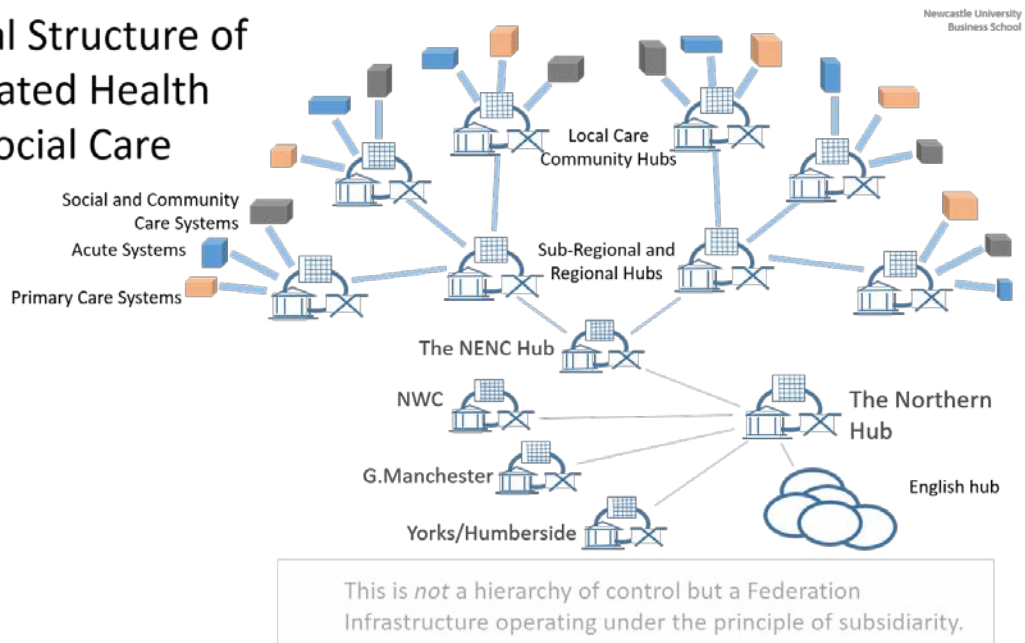 Newcastle University
Business School
al Structure of
ated Health
ocial Care
Local Care
Community Hubs
Social and Community
Care Systems
Acute Systems
Primary Care Systems
Sub-Regional and
Regional Hubs
The NENC Hub
NWC
The Northern
Hub
G.Manchester
English hub
Yorks/Humberside
This is not a hierarchy of control but a Federation
Infrastructure operating under the principle of subsidiarity.